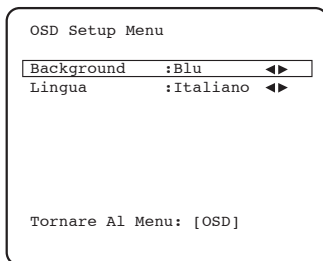 OSD Setup Menu
Background :Blu ◀▶
Lingua :Italiano ◀▶
Tornare Al Menu: [OSD]